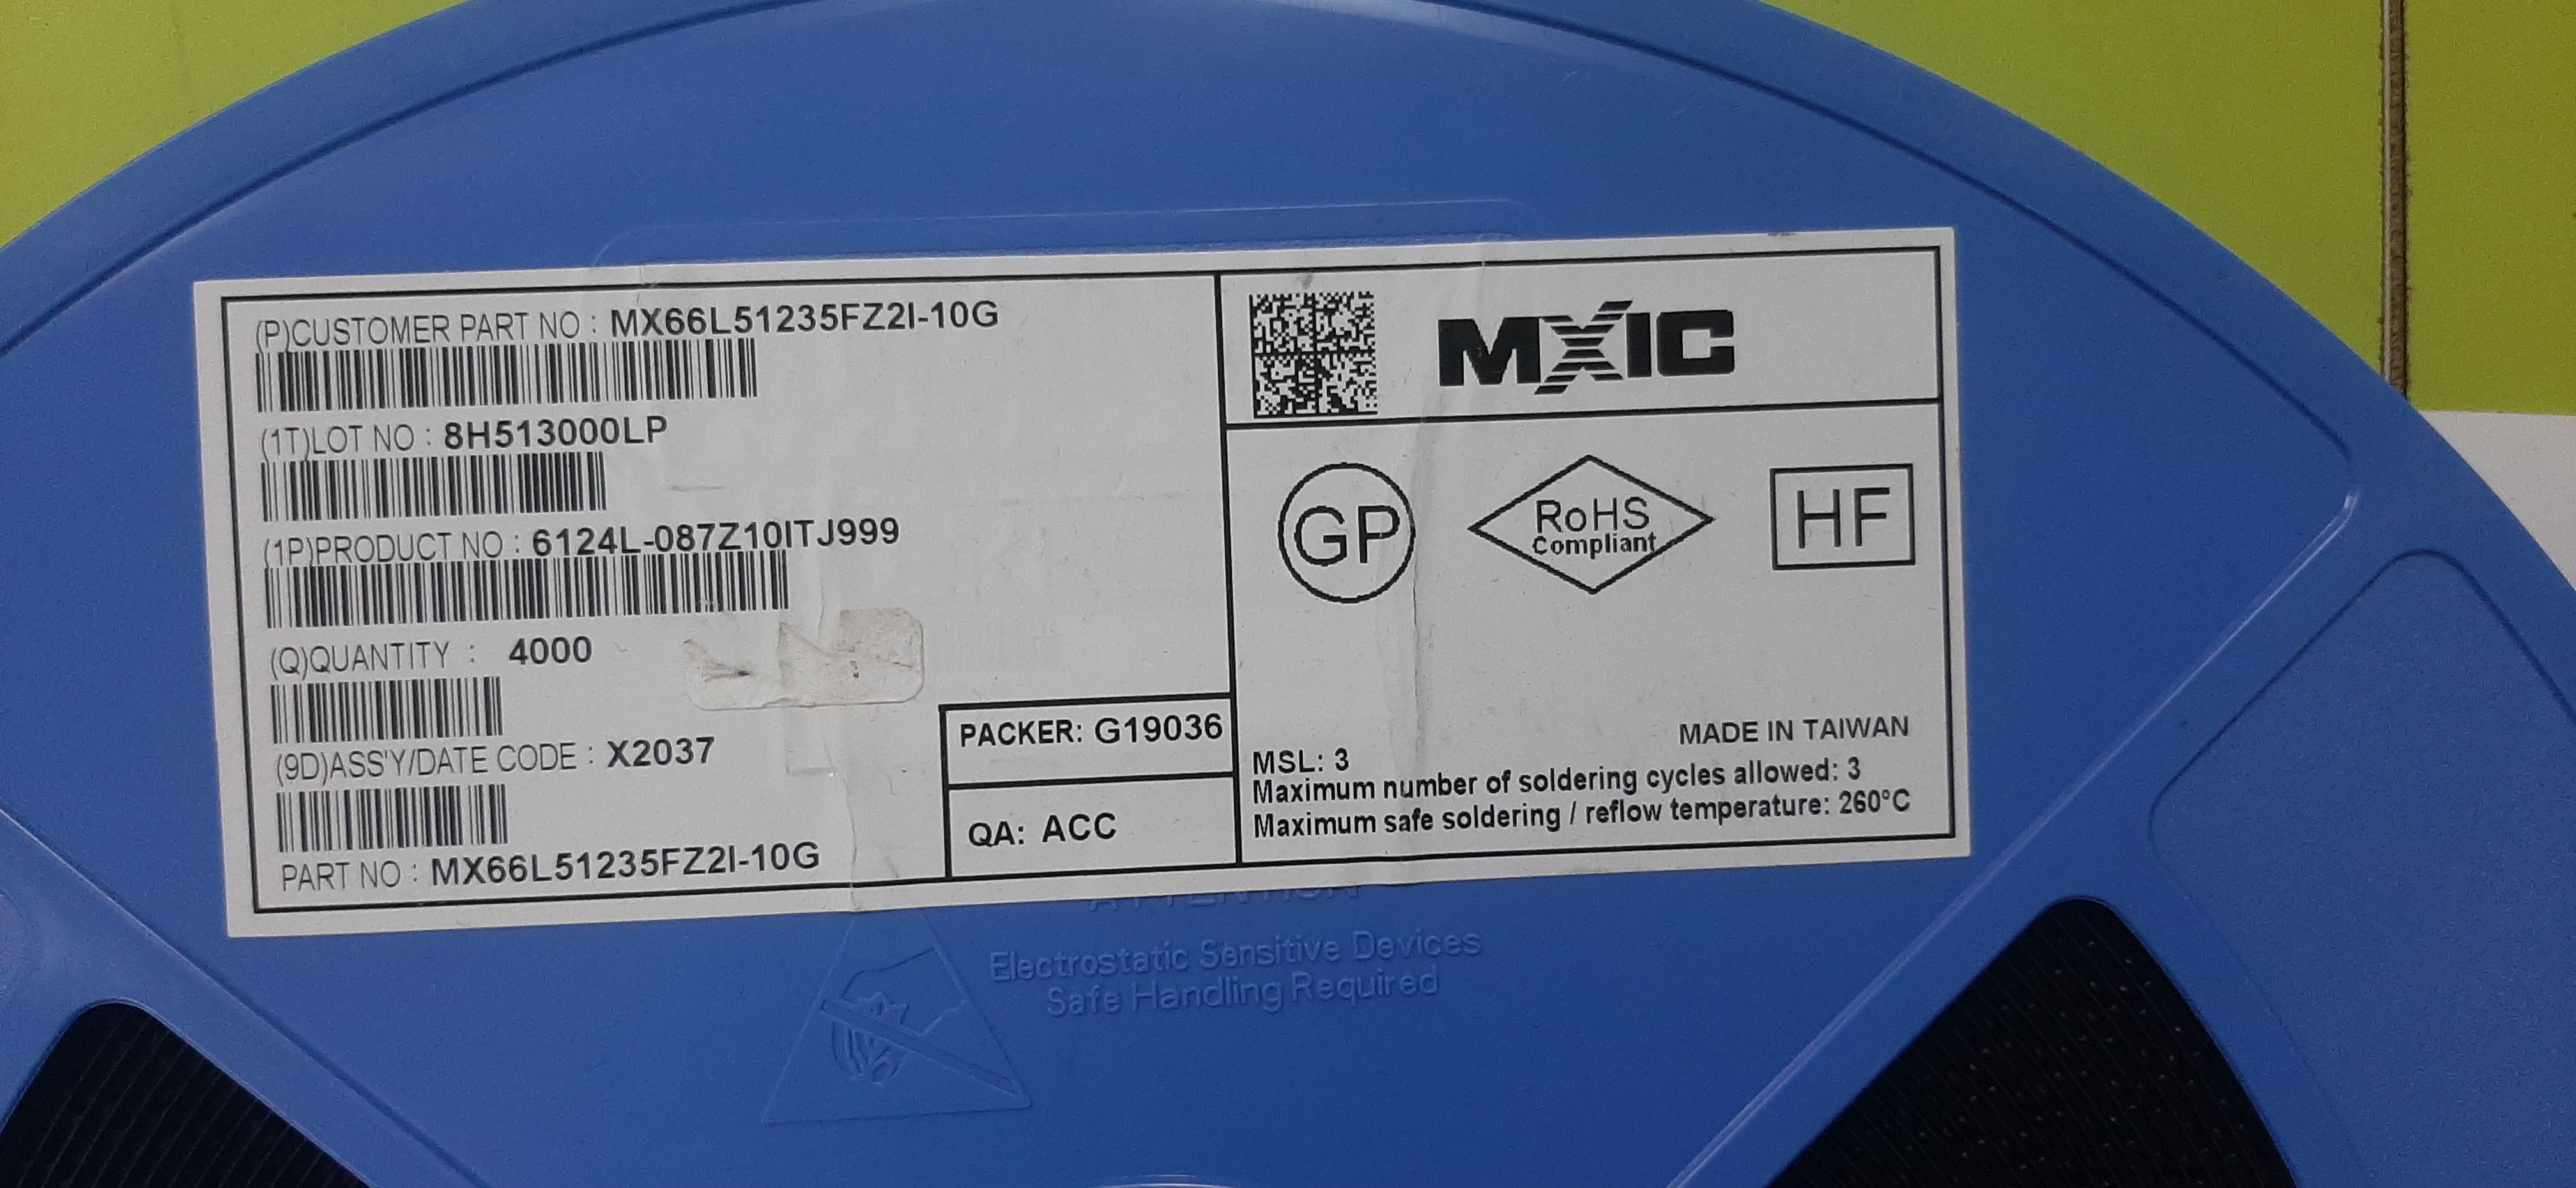 (P)CUSTOMER PART NO : MX66L51235FZ2I-10G
(1T)LOT NO : 8H513000LP
(1P)PRODUCT NO : 6124L-087Z10ITJ999
(Q)QUANTITY : 4000
(9D)ASS'Y/DATE CODE : X2037
PART NO : MX66L51235FZ2I-10G
PACKER: G19036
QA: ACC
MXIC
GP
RoHS
Compliant
HF
MADE IN TAIWAN
MSL: 3
Maximum number of soldering cycles allowed: 3
Maximum safe soldering / reflow temperature: 260°C
ATTENTION
Electrostatic Sensitive Devices
Safe Handling Required